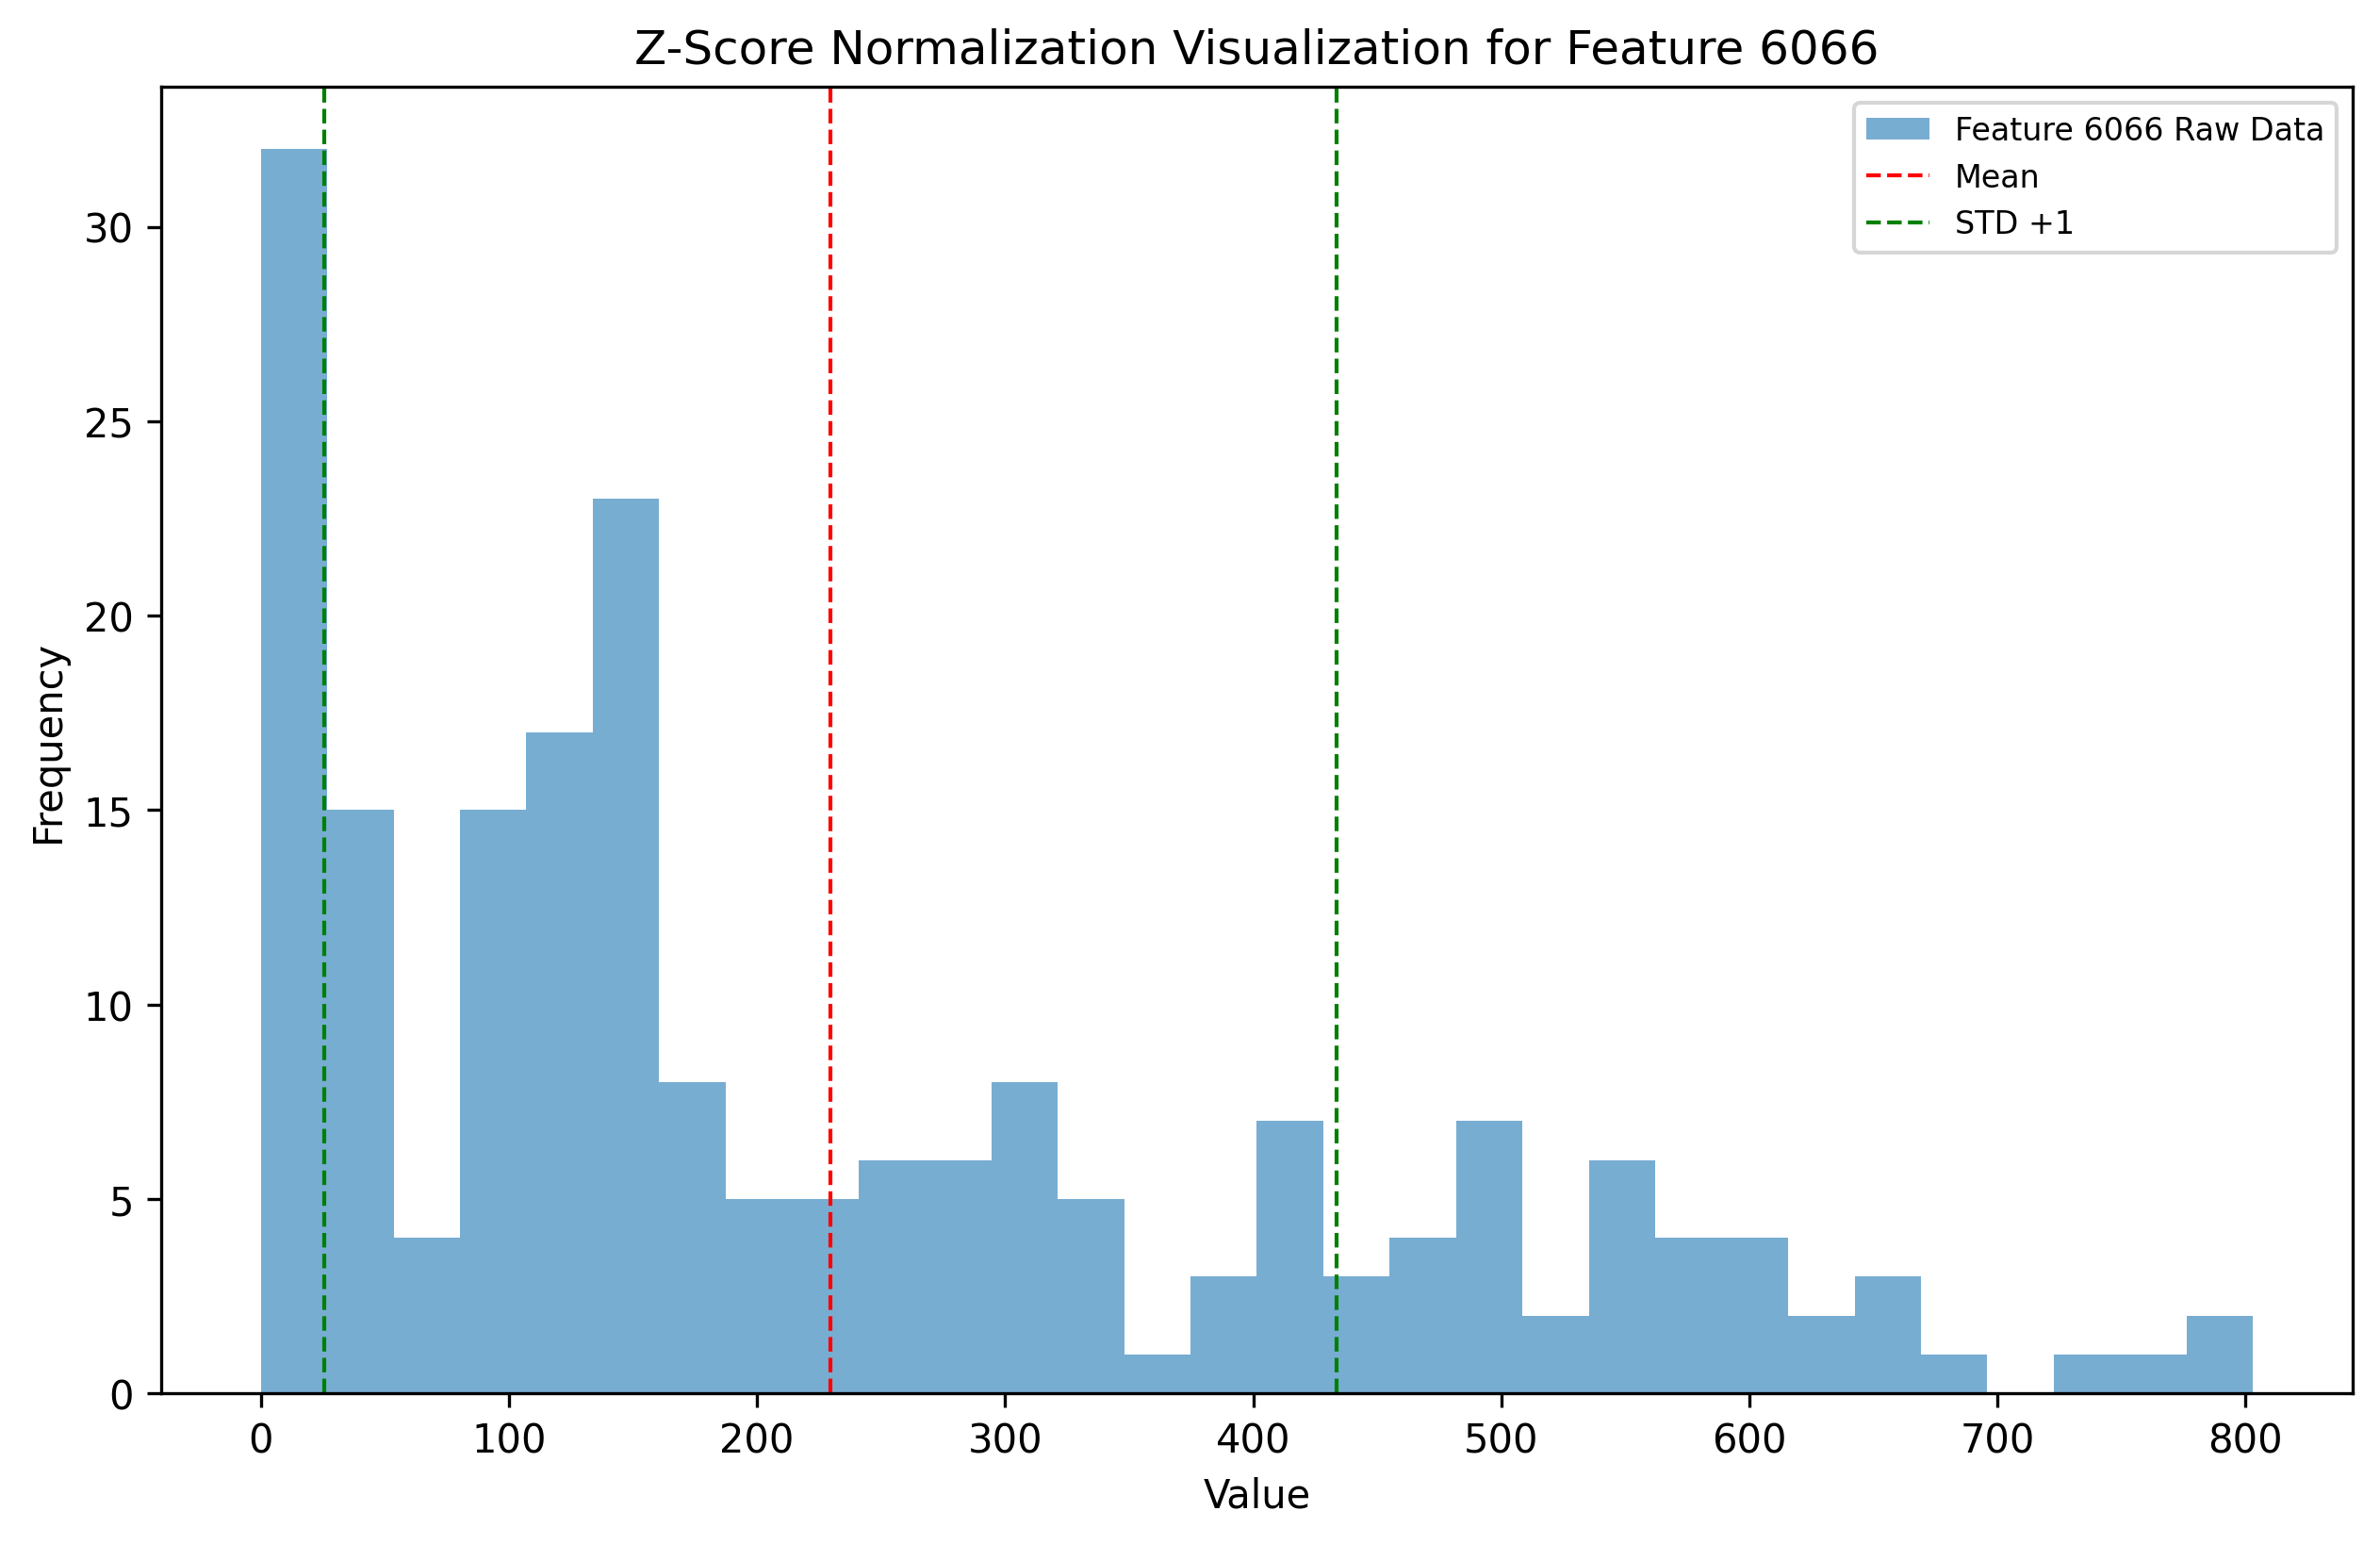 Z-Score Normalization Visualization for Feature 6066
Feature 6066 Raw Data
Mean
STD +1
30
25
20
15
10
5
0
Frequency
0 100 200 300 400 500 600 700 800
Value